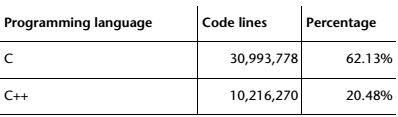 Programming language Code lines Percentage
C 30,993,778 62.13%
C++ 10,216,270 20.48%